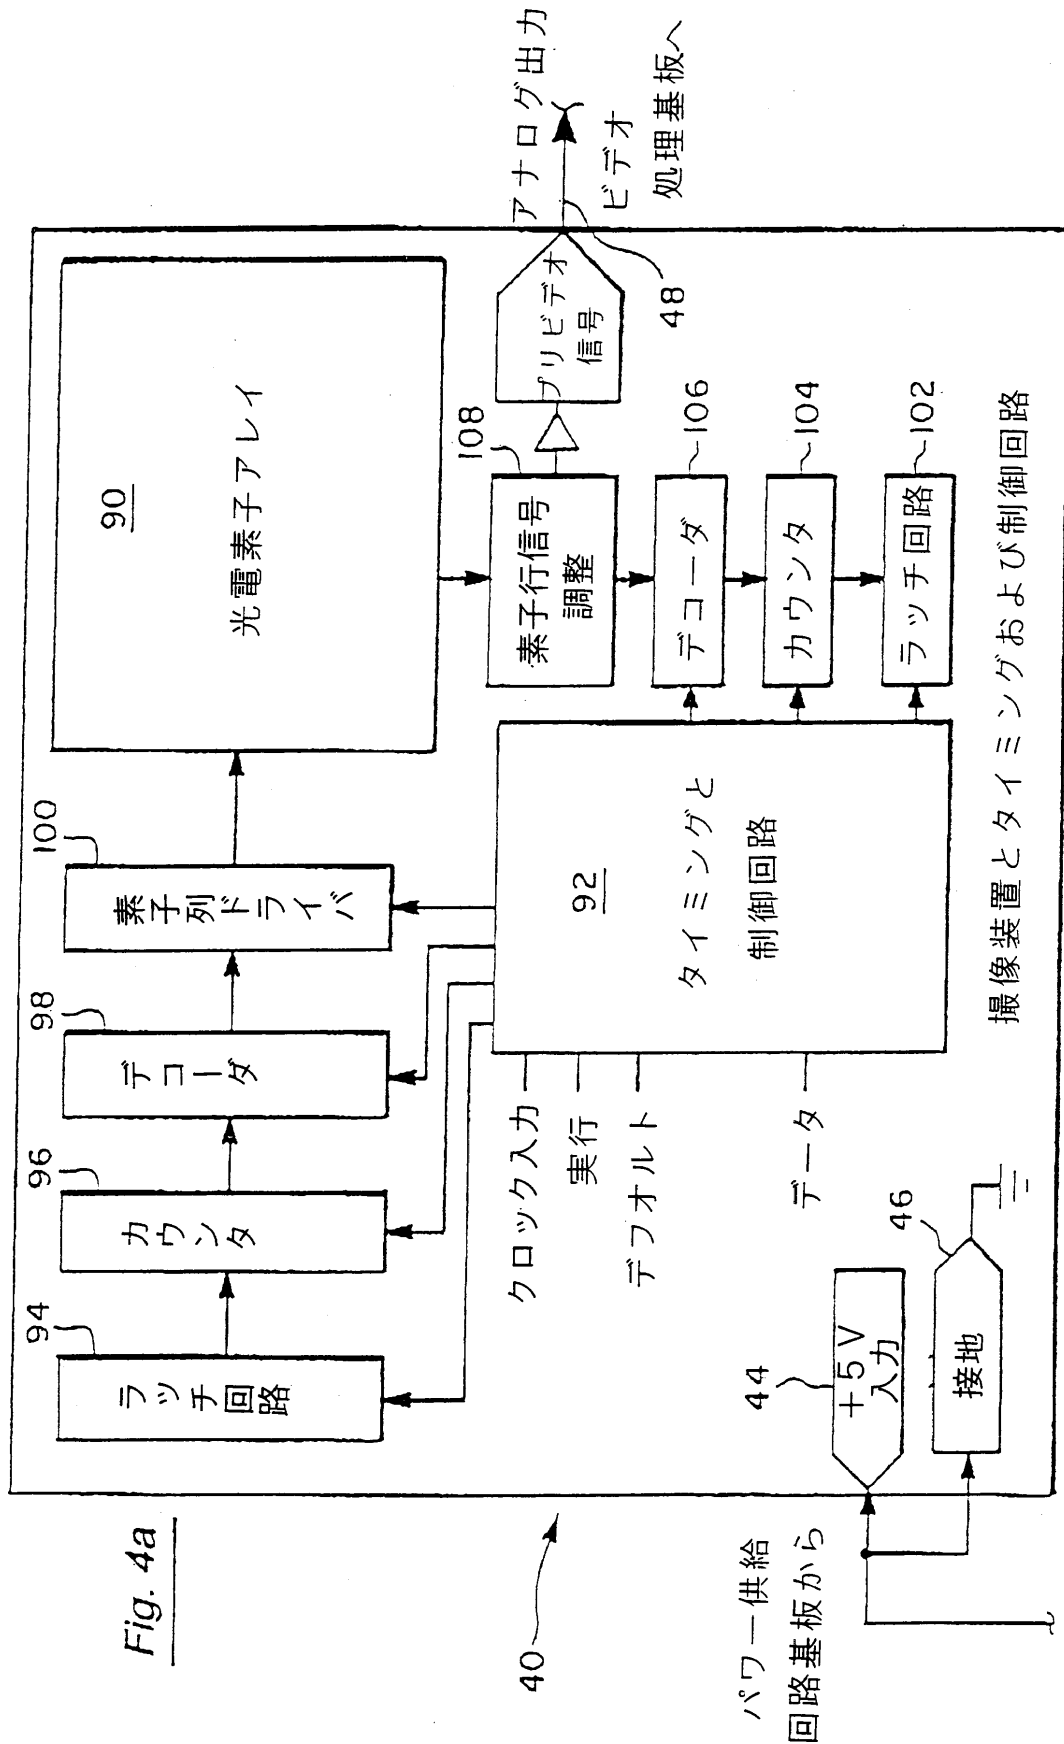 Fig. 4a
40
94
ラッチ回路
96
カウンタ
98
デコーダ
100
素子列ドライバ
90
光電素子アレイ
クロック入力
実行
デフォルト
データ
92
タイミングと
制御回路
108
素子行信号
調整
プリビデオ
信号
48
アナログ出力
ビデオ
処理基板へ
デコーダ
106
カウンタ
104
ラッチ回路
102
44
+5V
入力
46
接地
パワー供給
回路基板から
撮像装置とタイミングおよび制御回路